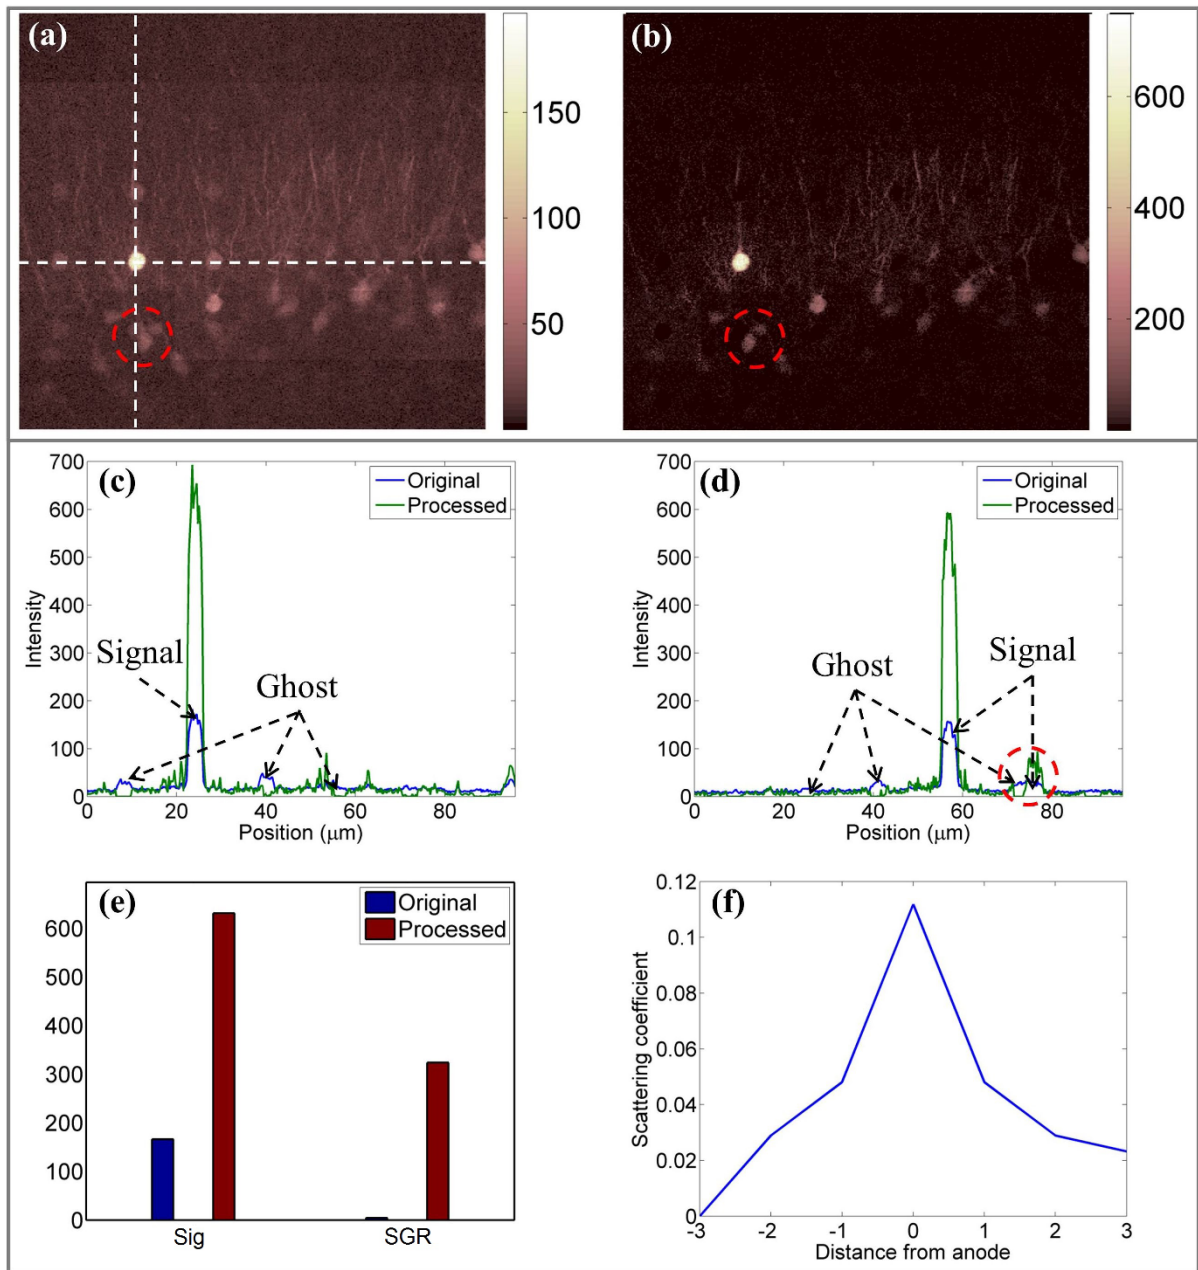 (a)
150
100
50
(b)
600
400
200
(c)
700
600
500
400
300
200
100
0
Intensity
Original
Processed
Signal
Ghost
0 20 40 60 80
Position (μm)
(d)
700
600
500
400
300
200
100
0
Intensity
Original
Processed
Ghost
Signal
0 20 40 60 80
Position (μm)
(e)
600
500
400
300
200
100
0
Original
Processed
Sig SGR
(f)
0.12
0.1
0.08
0.06
0.04
0.02
0
Scattering coefficient
-3 -2 -1 0 1 2 3
Distance from anode